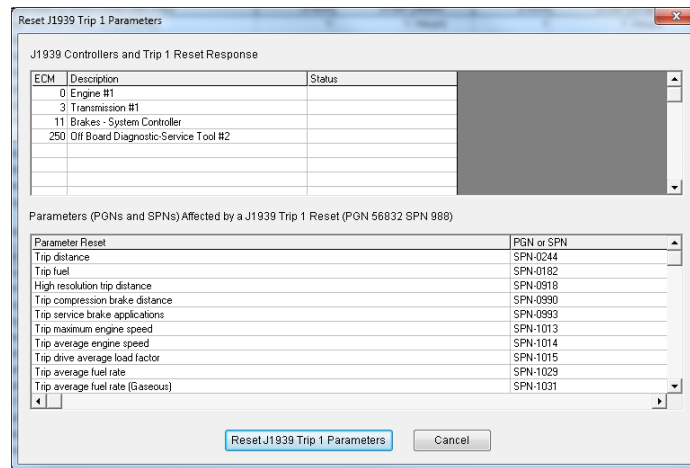 Reset J1939 Trip 1 Parameters
J1939 Controllers and Trip 1 Reset Response
ECM Description Status
0 Engine #1
3 Transmission #1
11 Brakes - System Controller
250 Off Board Diagnostic-Service Tool #2
Parameters (PGNs and SPNs) Affected by a J1939 Trip 1 Reset (PGN 56832 SPN 988)
Parameter Reset PGN or SPN
Trip distance SPN-0244
Trip fuel SPN-0182
High resolution trip distance SPN-0918
Trip compression brake distance SPN-0990
Trip service brake applications SPN-0993
Trip maximum engine speed SPN-1013
Trip average engine speed SPN-1014
Trip drive average load factor SPN-1015
Trip average fuel rate SPN-1029
Trip average fuel rate (Gaseous) SPN-1031
Reset J1939 Trip 1 Parameters Cancel